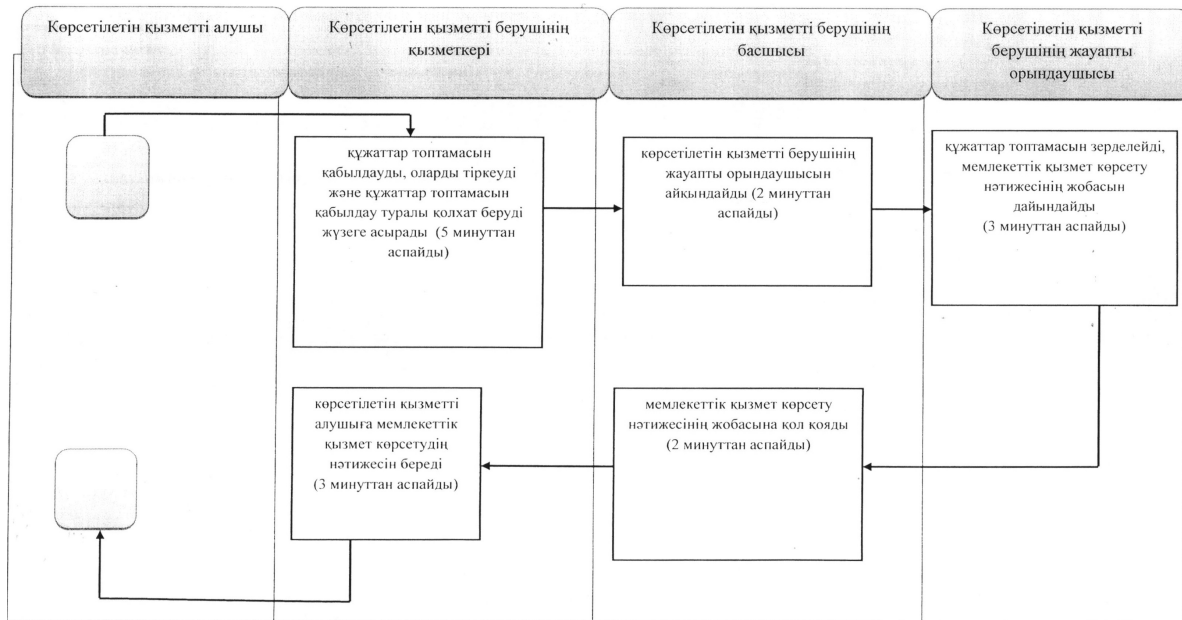 Көрсетілетін қызметті алушы
Көрсетілетін қызметті берушінің
қызметкері
Көрсетілетін қызметті берушінің
басшысы
Көрсетілетін қызметті
берушінің жауапты
орындаушысы
құжаттар топтамасын
қабылдауды, оларды тіркеуді
және құжаттар топтамасын
қабылдау туралы қолхат беруді
жүзеге асырады (5 минуттан
аспайды)
көрсетілетін қызметті берушінің
жауапты орындаушысын
айқындайды (2 минуттан
аспайды)
құжаттар топтамасын зерделейді,
мемлекеттік қызмет көрсету
нәтижесінің жобасын
дайындайды
(3 минуттан аспайды)
көрсетілетін қызметті
алушыға мемлекеттік
қызмет көрсетудің
нәтижесін береді
(3 минуттан аспайды)
мемлекеттік қызмет көрсету
нәтижесінің жобасына қол қояды
(2 минуттан аспайды)